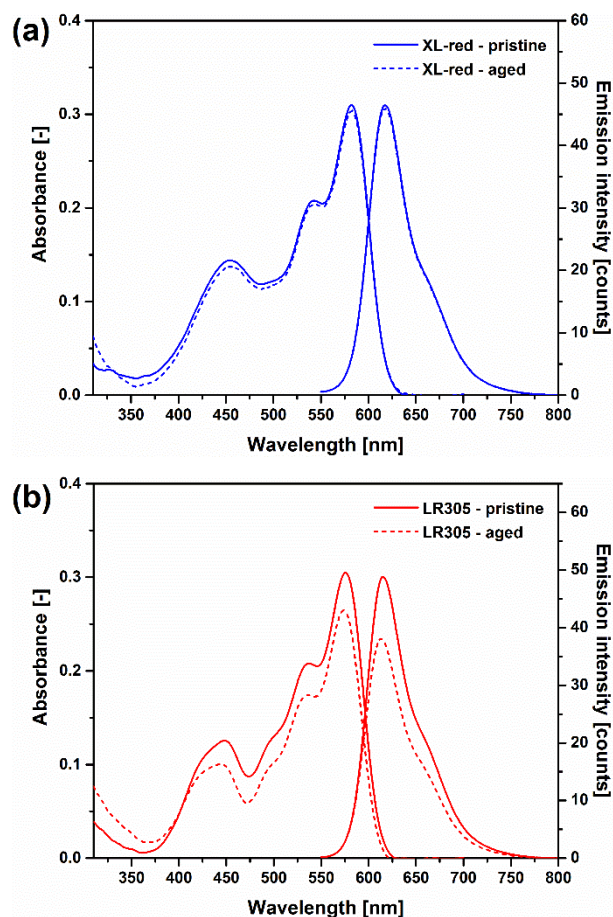 (a)
XL-red - pristine
XL-red - aged
0.4
0.3
0.2
0.1
0.0
60
50
40
30
20
10
0
350 400 450 500 550 600 650 700 750 800
Absorbance [-]
Emission intensity [counts]
Wavelength [nm]
(b)
LR305 - pristine
LR305 - aged
0.4
0.3
0.2
0.1
0.0
60
50
40
30
20
10
0
350 400 450 500 550 600 650 700 750 800
Absorbance [-]
Emission intensity [counts]
Wavelength [nm]